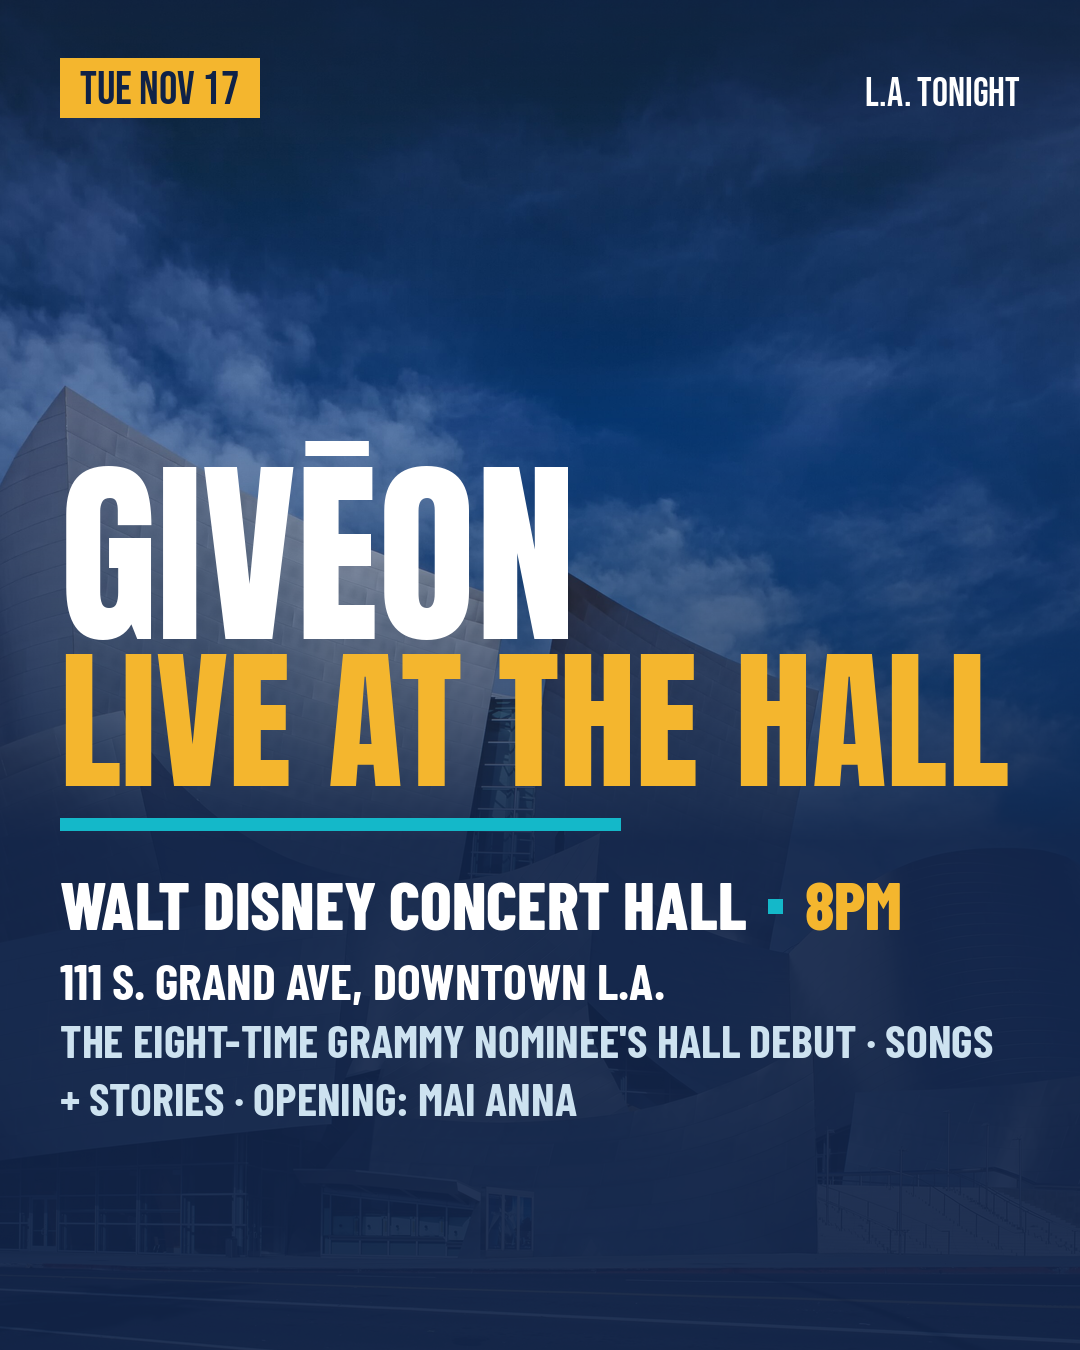 TUE NOV 17
L.A. TONIGHT
GIVĒON
LIVE AT THE HALL
WALT DISNEY CONCERT HALL ▪ 8PM
111 S. GRAND AVE, DOWNTOWN L.A.
THE EIGHT-TIME GRAMMY NOMINEE'S HALL DEBUT · SONGS
+ STORIES · OPENING: MAI ANNA